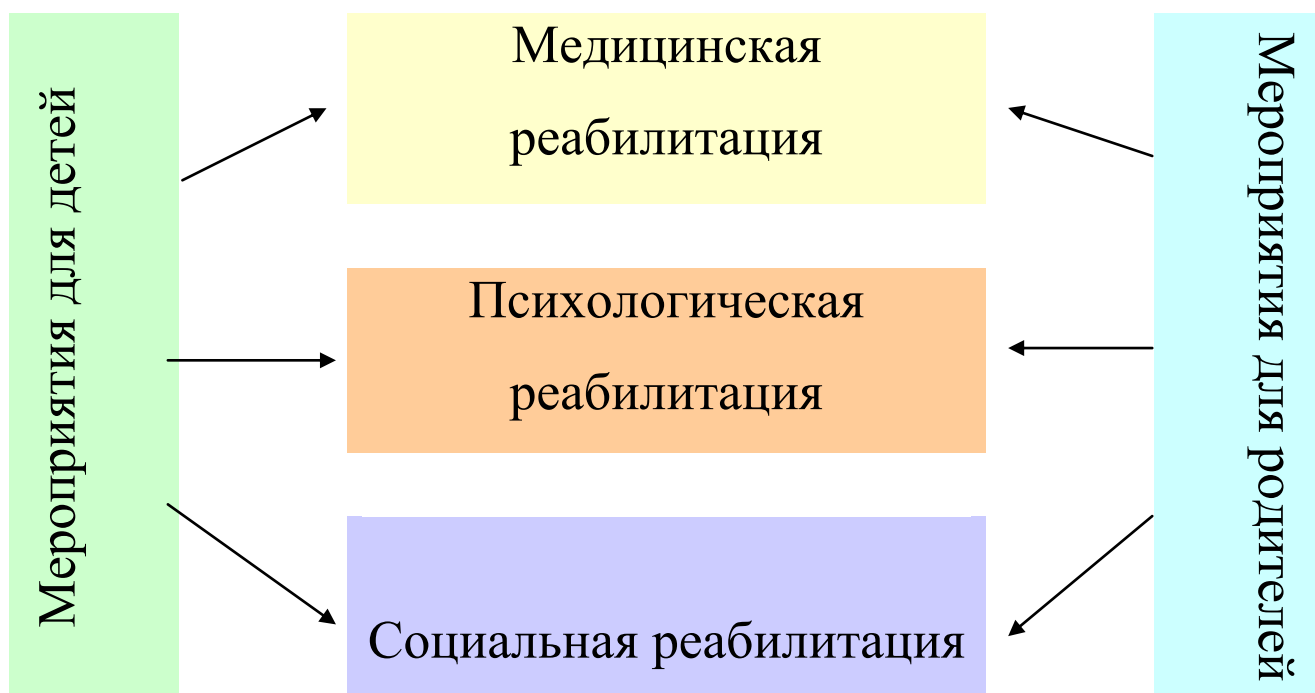 Мероприятия для детей
Медицинская
реабилитация
Психологическая
реабилитация
Социальная реабилитация
Мероприятия для родителей